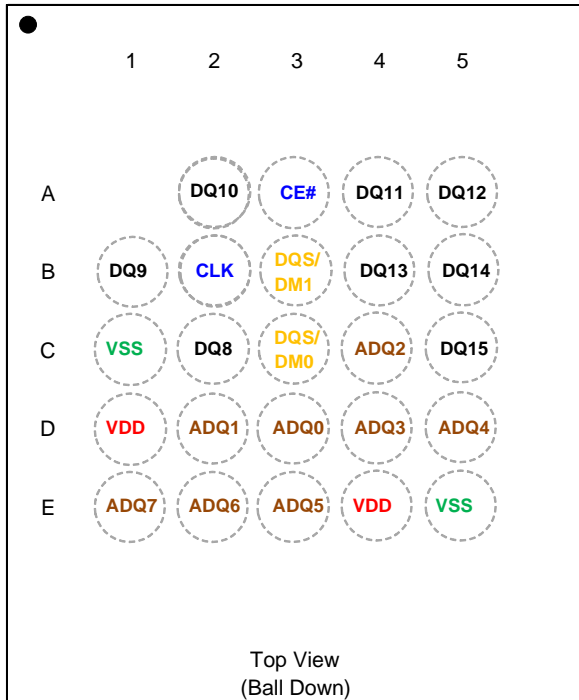 1 2 3 4 5
A DQ10 CE# DQ11 DQ12
B DQ9 CLK DQS/ DM1 DQ13 DQ14
C VSS DQ8 DQS/ DM0 ADQ2 DQ15
D VDD ADQ1 ADQ0 ADQ3 ADQ4
E ADQ7 ADQ6 ADQ5 VDD VSS
Top View
(Ball Down)